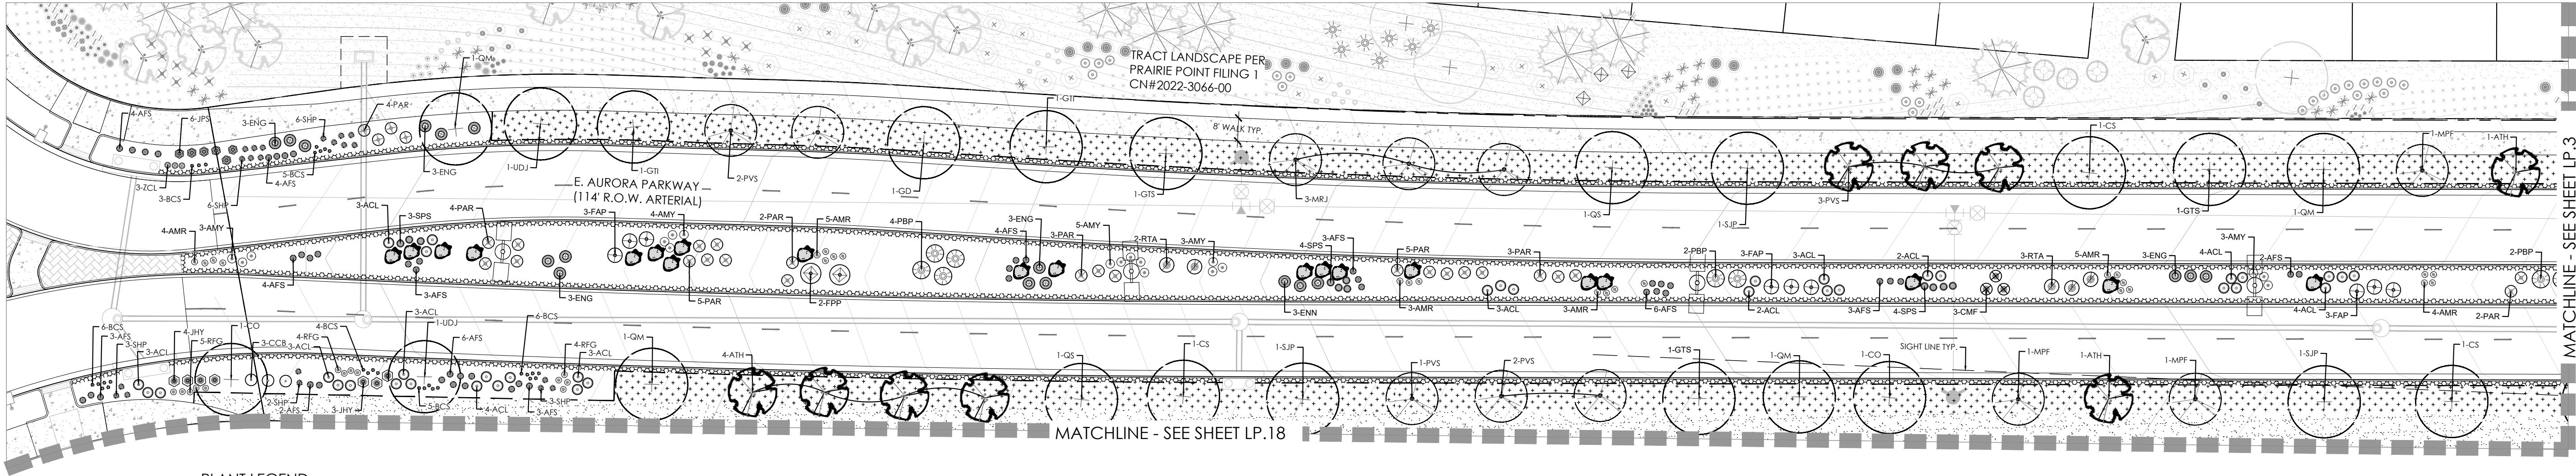 1-QM
TRACT LANDSCAPE PER
PRAIRIE POINT FILING 1
CN#2022-3066-00
4-AFS
6-JPS
3-ENG
6-SHP
4-PAR
1-GTI
8' WALK TYP.
1-CS
1-MPF
1-ATH
3-ZCL
3-BCS
6-SHP
4-AFS
5-BCS
3-ENG
1-UDJ
1-GTI
2-PVS
1-GD
1-GTS
3-MRJ
1-QS
1-SJP
3-PVS
1-GTS
1-QM
E. AURORA PARKWAY
(114' R.O.W. ARTERIAL)
4-AMR
3-AMY
3-ACL
3-SPS
4-PAR
3-FAP
4-AMY
2-PAR
5-AMR
4-PBP
4-AFS
3-ENG
3-PAR
5-AMY
2-RTA
3-AMY
4-SPS
3-AFS
5-PAR
3-PAR
2-PBP
3-FAP
3-ACL
2-ACL
3-RTA
5-AMR
3-ENG
4-ACL
3-AMY
2-AFS
2-PBP
4-AFS
3-AFS
3-ENG
5-PAR
2-FPP
3-ENN
3-AMR
3-ACL
3-AMR
6-AFS
2-ACL
3-AFS
4-SPS
3-CMF
4-ACL
3-FAP
4-AMR
2-PAR
6-BCS
3-AFS
3-SHP
3-ACL
4-JHY
5-RFG
1-CO
3-CCB
4-RFG
3-ACL
4-BCS
3-ACL
1-UDJ
6-AFS
6-BCS
4-RFG
3-ACL
1-QM
4-ATH
1-QS
1-CS
1-SJP
1-PVS
2-PVS
1-GTS
1-QM
1-CO
SIGHT LINE TYP.
1-MPF
1-ATH
1-MPF
1-SJP
1-CS
2-SHP
2-AFS
3-JHY
5-BCS
4-ACL
3-AFS
3-SHP
MATCHLINE - SEE SHEET LP.18
MATCHLINE - SEE SHEET LP.3
PLANT LEGEND